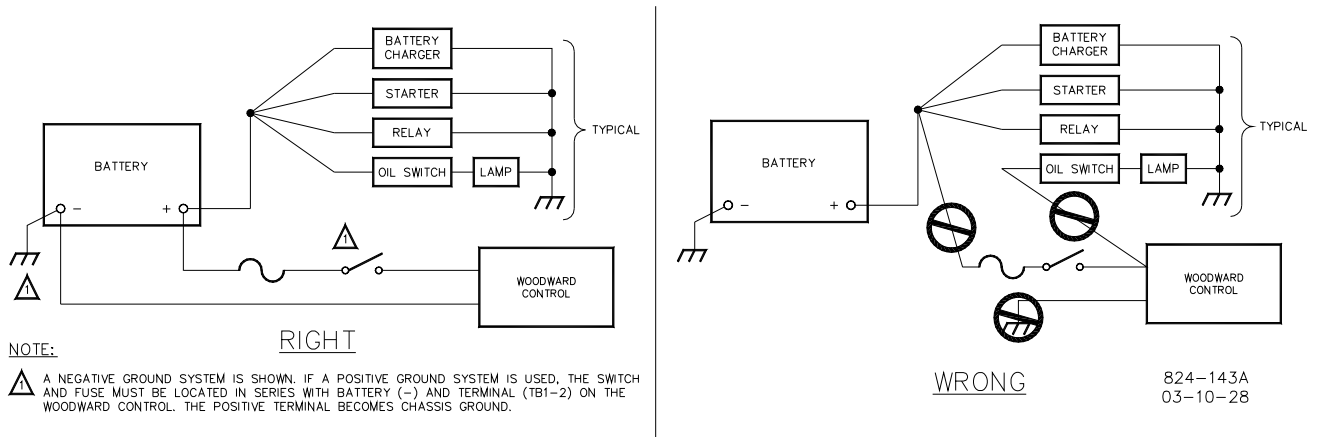 BATTERY
CHARGER
STARTER
RELAY
OIL SWITCH
LAMP
TYPICAL
BATTERY
-
+
1
1
WOODWARD
CONTROL
RIGHT
NOTE:
1 A NEGATIVE GROUND SYSTEM IS SHOWN. IF A POSITIVE GROUND SYSTEM IS USED, THE SWITCH
AND FUSE MUST BE LOCATED IN SERIES WITH BATTERY (-) AND TERMINAL (TB1-2) ON THE
WOODWARD CONTROL. THE POSITIVE TERMINAL BECOMES CHASSIS GROUND.
BATTERY
CHARGER
STARTER
RELAY
OIL SWITCH
LAMP
TYPICAL
BATTERY
-
+
WOODWARD
CONTROL
WRONG
824-143A
03-10-28